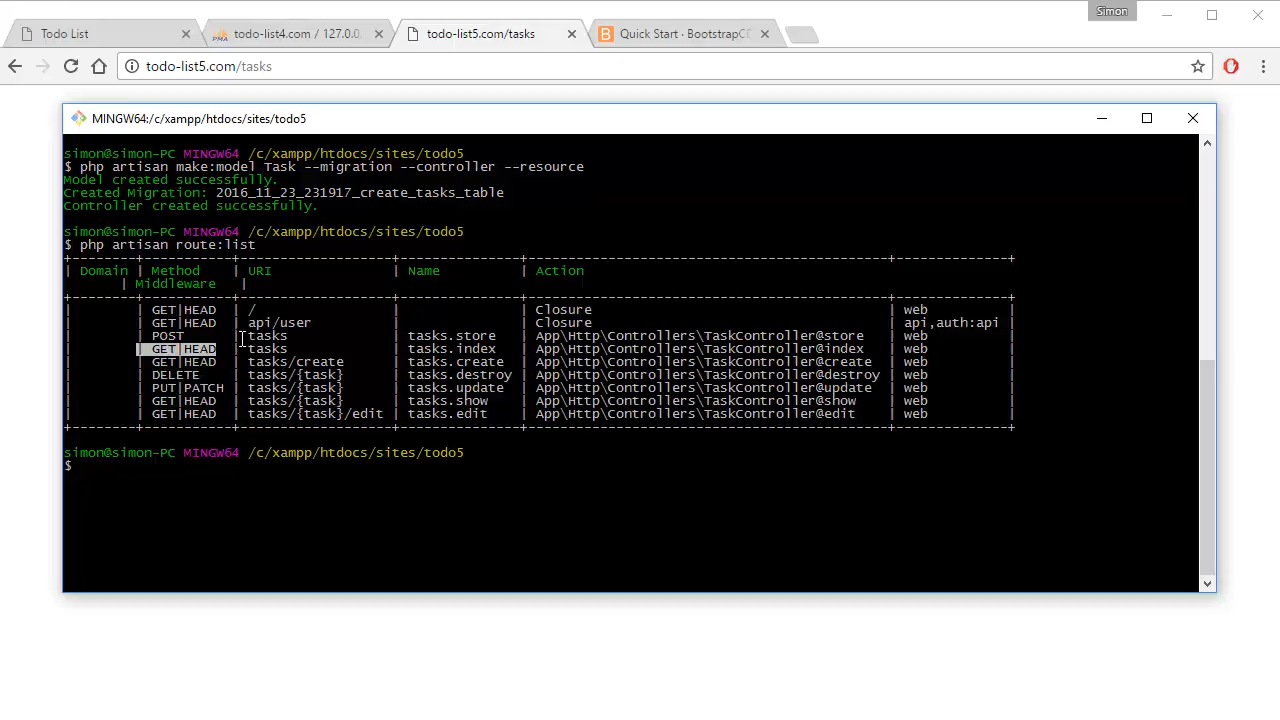 Simon
Todo List
todo-list4.com / 127.0.0.
todo-list5.com/tasks
Quick Start · BootstrapCD
todo-list5.com/tasks
MINGW64:/c/xampp/htdocs/sites/todo5
simon@simon-PC MINGW64 /c/xampp/htdocs/sites/todo5
$ php artisan make:model Task --migration --controller --resource
Model created successfully.
Created Migration: 2016_11_23_231917_create_tasks_table
Controller created successfully.
simon@simon-PC MINGW64 /c/xampp/htdocs/sites/todo5
$ php artisan route:list
+--------+-----------+------------------+---------------+---------------------------------------------+--------------+
| Domain | Method    | URI              | Name          | Action
| Middleware   |
+--------+-----------+------------------+---------------+---------------------------------------------+--------------+
|        | GET|HEAD  | /                |               | Closure                                     | web          |
|        | GET|HEAD  | api/user         |               | Closure                                     | api,auth:api |
|        | POST      | tasks            | tasks.store   | App\Http\Controllers\TaskController@store   | web          |
|        | GET|HEAD  | tasks            | tasks.index   | App\Http\Controllers\TaskController@index   | web          |
|        | GET|HEAD  | tasks/create     | tasks.create  | App\Http\Controllers\TaskController@create  | web          |
|        | DELETE    | tasks/{task}     | tasks.destroy | App\Http\Controllers\TaskController@destroy | web          |
|        | PUT|PATCH | tasks/{task}     | tasks.update  | App\Http\Controllers\TaskController@update  | web          |
|        | GET|HEAD  | tasks/{task}     | tasks.show    | App\Http\Controllers\TaskController@show    | web          |
|        | GET|HEAD  | tasks/{task}/edit | tasks.edit    | App\Http\Controllers\TaskController@edit    | web          |
+--------+-----------+------------------+---------------+---------------------------------------------+--------------+
simon@simon-PC MINGW64 /c/xampp/htdocs/sites/todo5
$